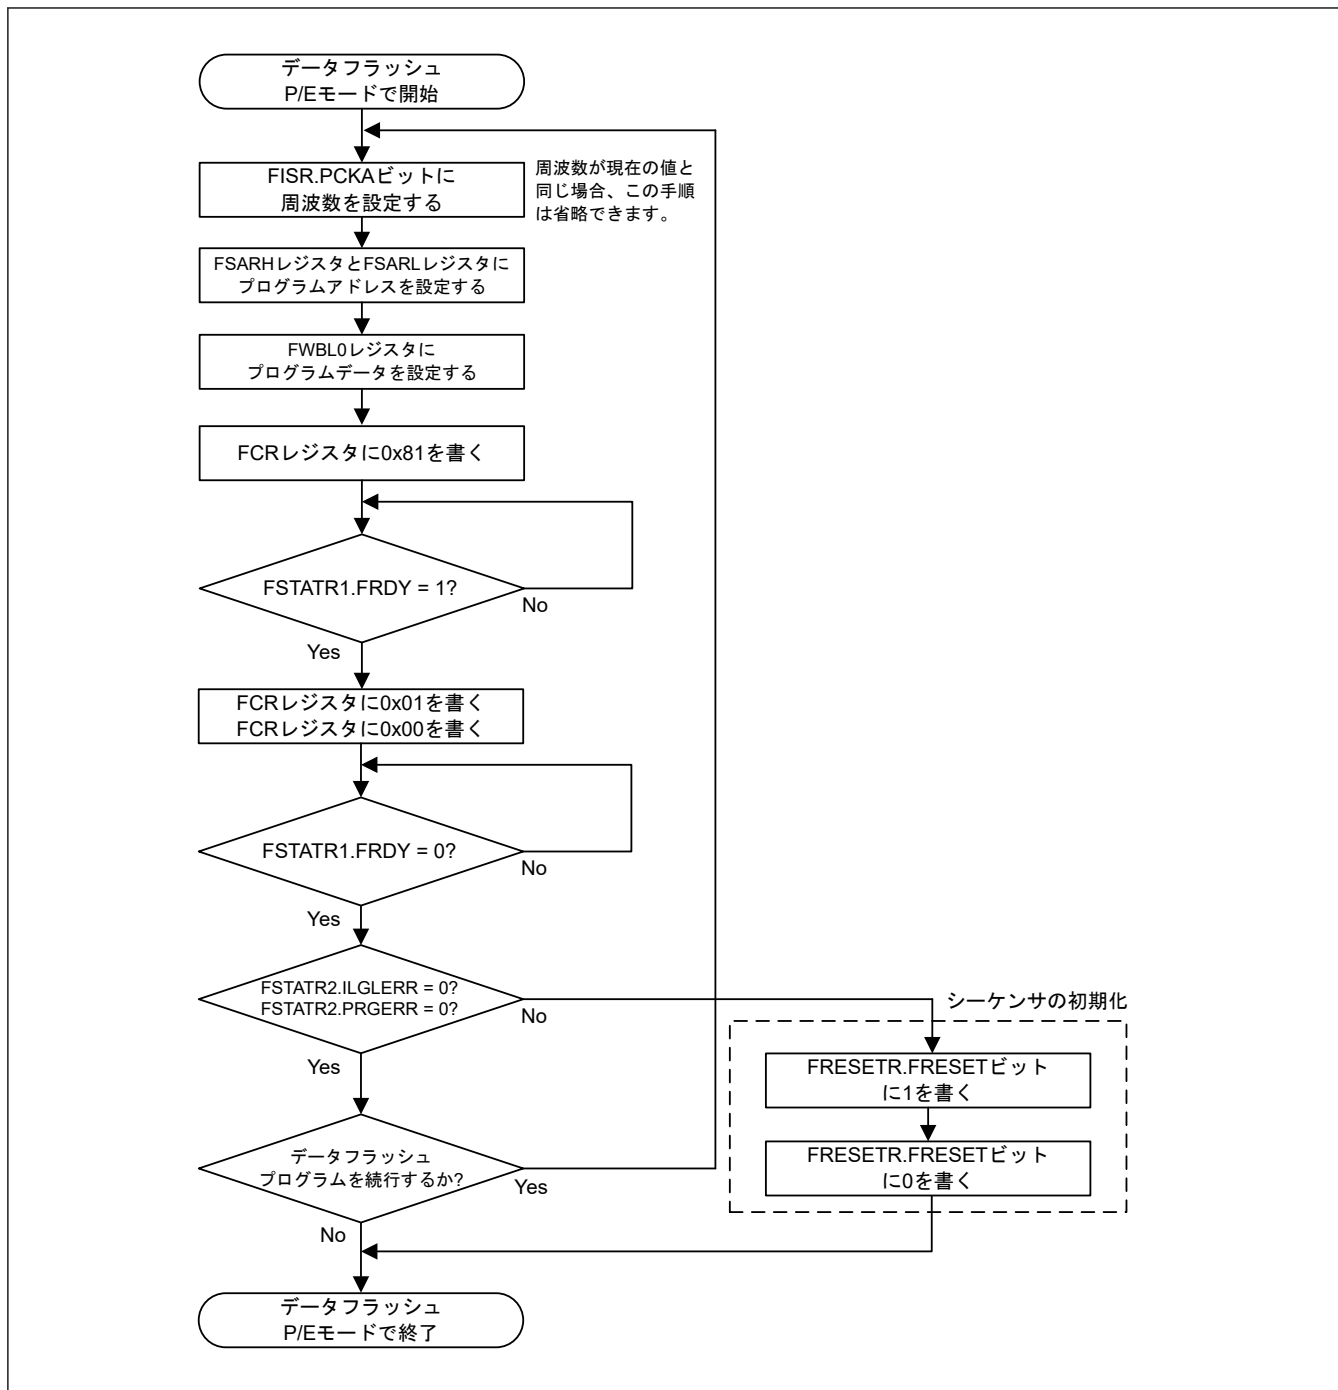 データフラッシュ
P/Eモードで開始
FISR.PCKAビットに
周波数を設定する
周波数が現在の値と
同じ場合、この手順
は省略できます。
FSARHレジスタとFSARLレジスタに
プログラムアドレスを設定する
FWBL0レジスタに
プログラムデータを設定する
FCRレジスタに0x81を書く
FSTATR1.FRDY = 1?
No
Yes
FCRレジスタに0x01を書く
FCRレジスタに0x00を書く
FSTATR1.FRDY = 0?
No
Yes
FSTATR2.ILGLERR = 0?
FSTATR2.PRGERR = 0?
No
Yes
シーケンサの初期化
FRESETR.FRESETビット
に1を書く
FRESETR.FRESETビット
に0を書く
データフラッシュ
プログラムを続行するか?
Yes
No
データフラッシュ
P/Eモードで終了